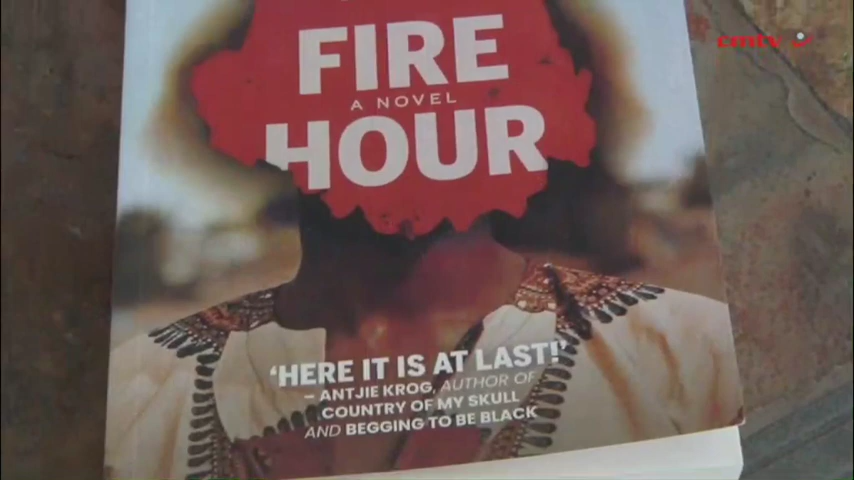 cmtv
FIRE
A NOVEL
HOUR
‘HERE IT IS AT LAST!’
– ANTJIE KROG, AUTHOR OF
COUNTRY OF MY SKULL
AND BEGGING TO BE BLACK